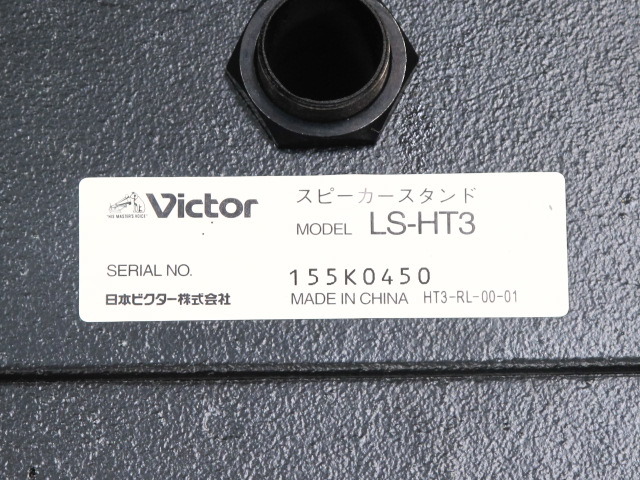 Victor
"HIS MASTER'S VOICE"
スピーカースタンド
MODEL LS-HT3
SERIAL NO. 155K0450
日本ビクター株式会社 MADE IN CHINA HT3-RL-00-01